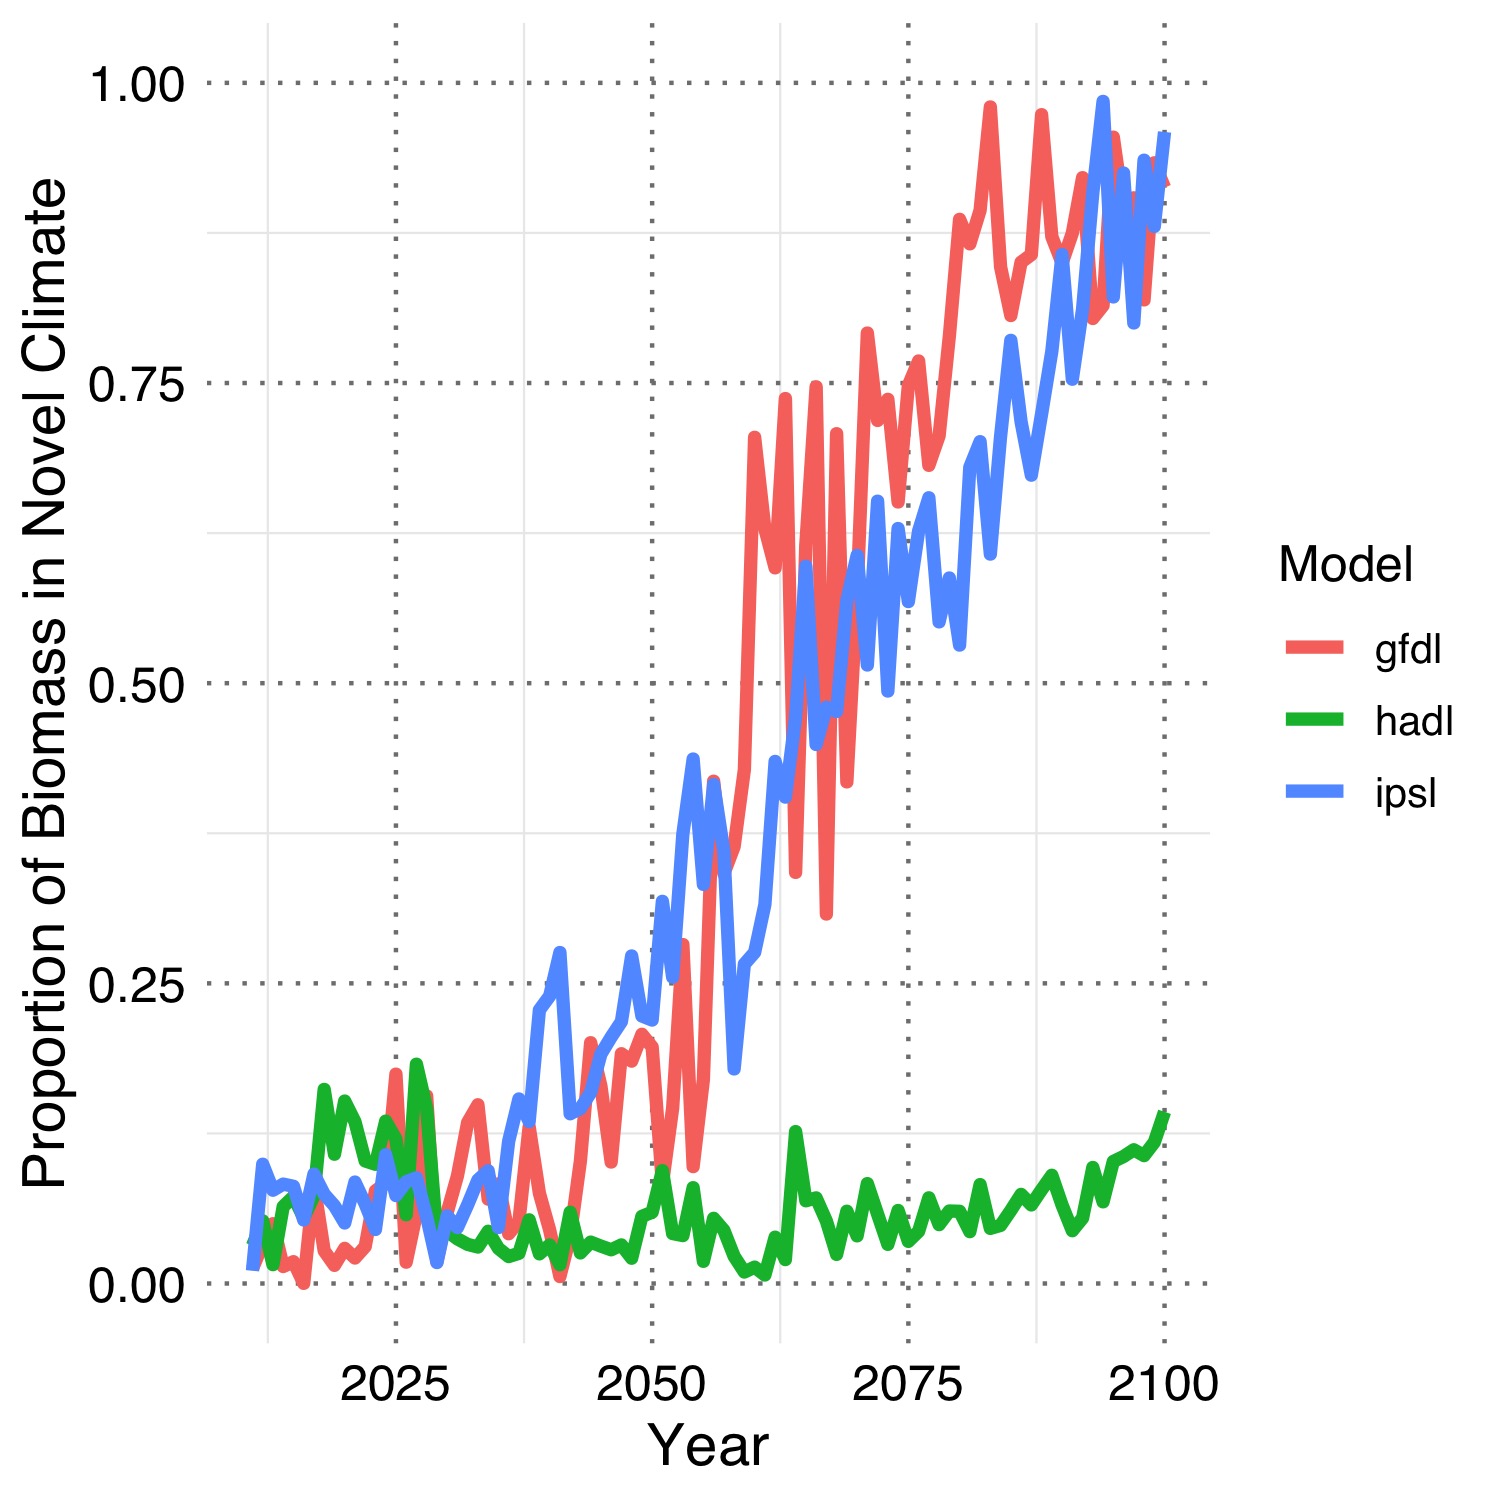 Proportion of Biomass in Novel Climate
1.00
0.75
0.50
0.25
0.00
2025 2050 2075 2100
Year
Model
gfdl
hadl
ipsl